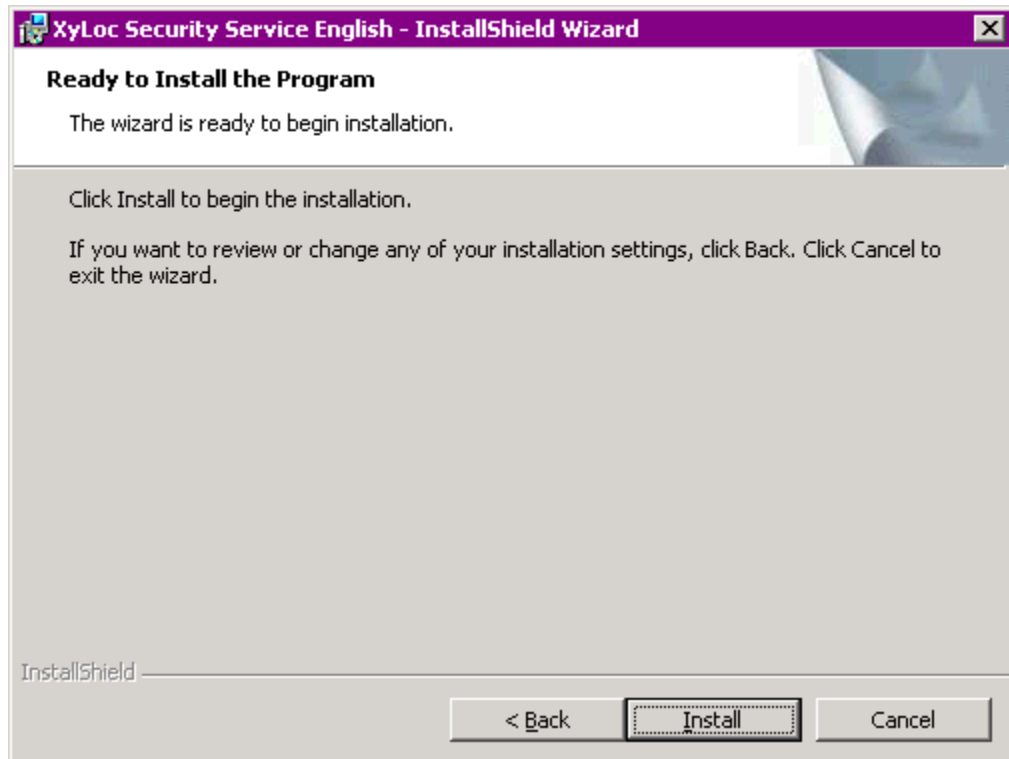 XyLoc Security Service English - InstallShield Wizard
Ready to Install the Program
The wizard is ready to begin installation.
Click Install to begin the installation.
If you want to review or change any of your installation settings, click Back. Click Cancel to
exit the wizard.
InstallShield
< Back Install Cancel